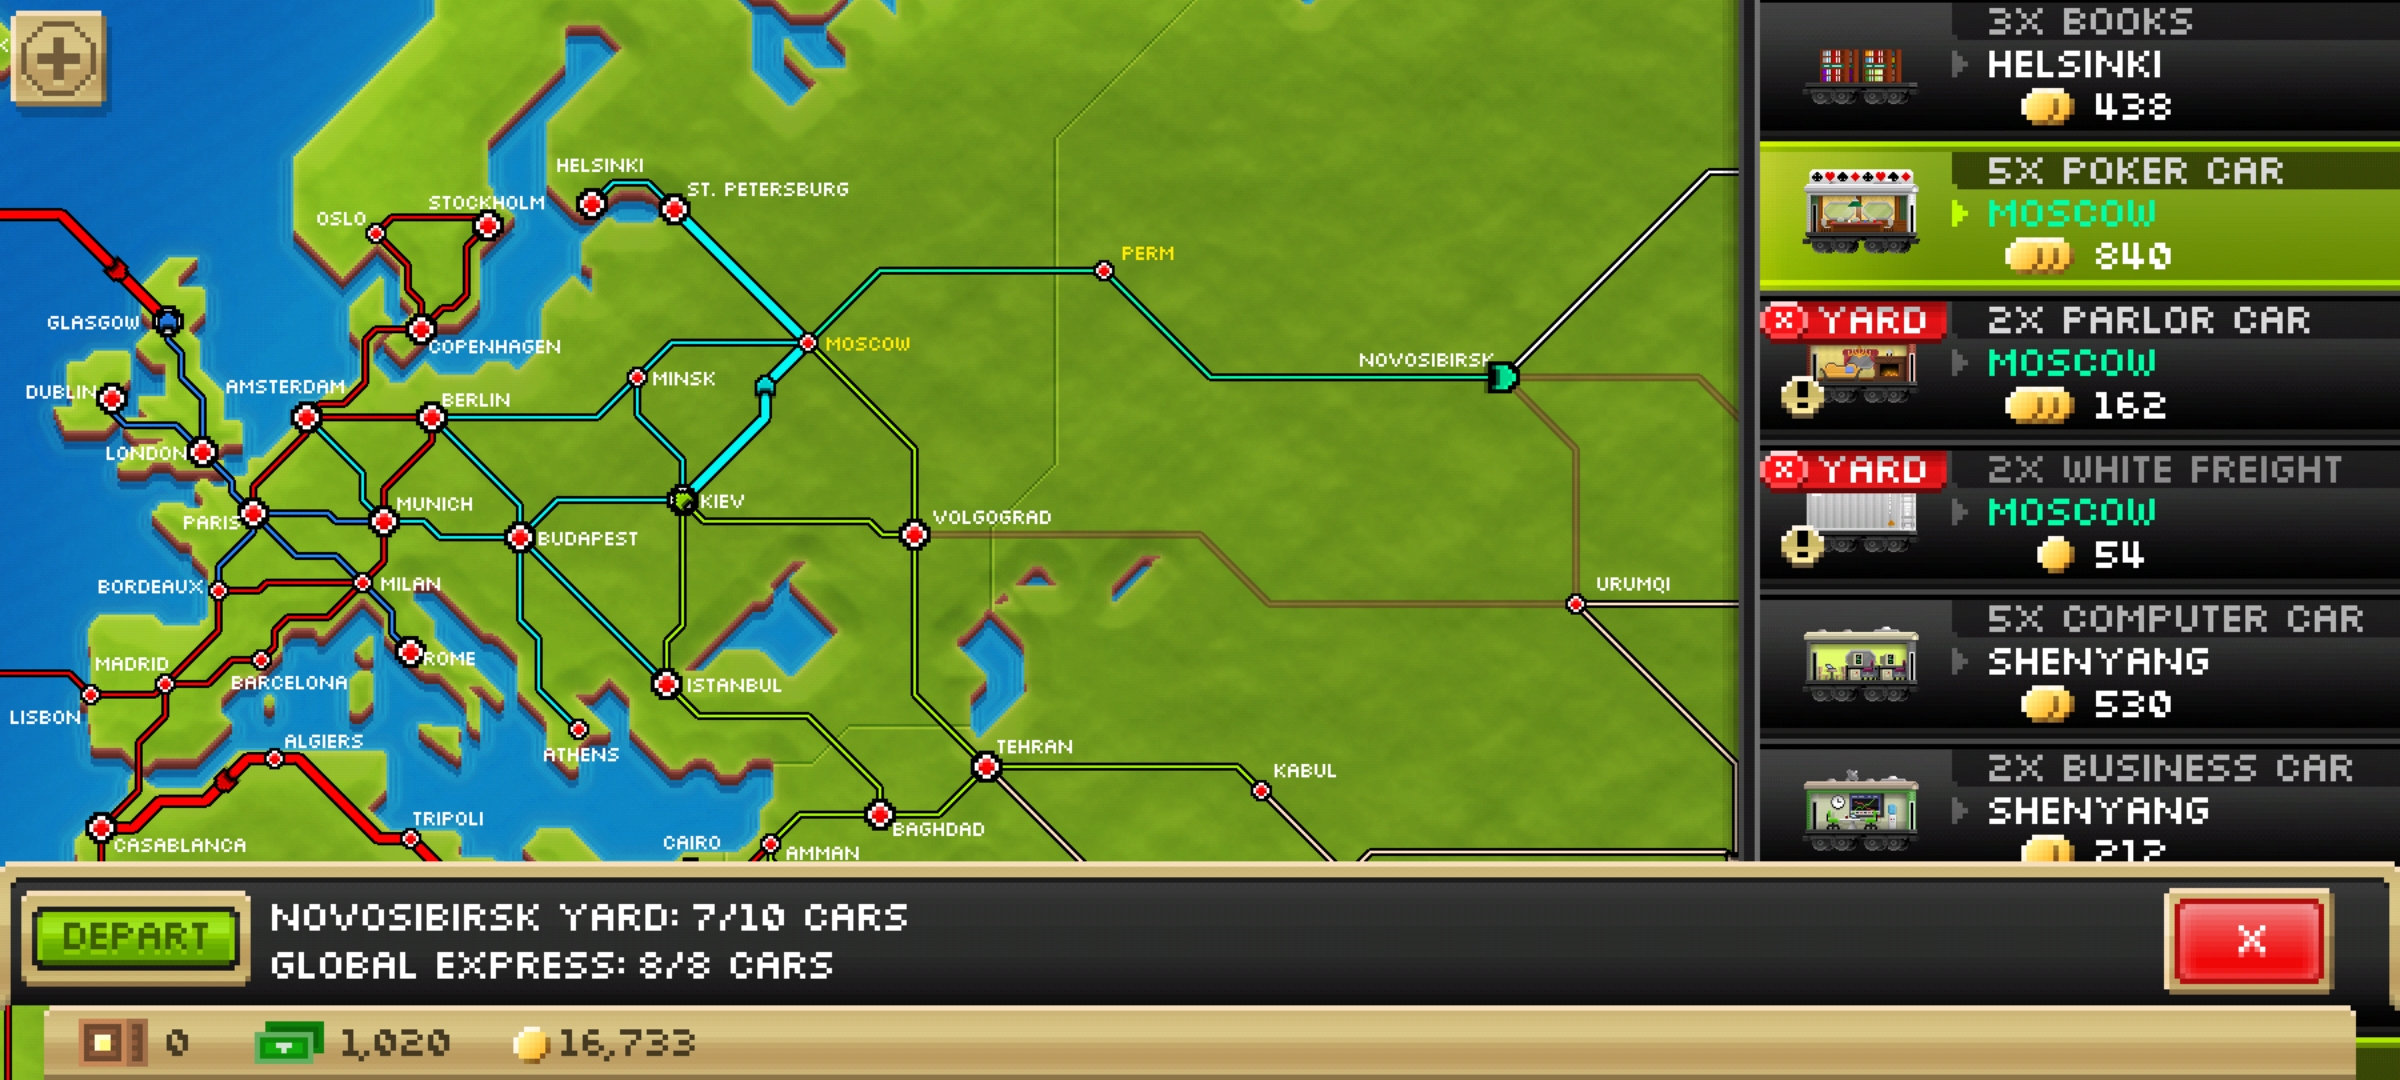 HELSINKI
ST. PETERSBURG
STOCKHOLM
OSLO
PERM
GLASGOW
COPENHAGEN
MOSCOW
NOVOSIBIRSK
MINSK
DUBLIN
AMSTERDAM
BERLIN
LONDON
MUNICH
KIEV
PARIS
BUDAPEST
VOLGOGRAD
BORDEAUX
MILAN
URUMQI
MADRID
ROME
BARCELONA
ISTANBUL
LISBON
ALGIERS
ATHENS
TEHRAN
KABUL
TRIPOLI
BAGHDAD
CASABLANCA
CAIRO
AMMAN
3X BOOKS
HELSINKI
438
5X POKER CAR
MOSCOW
840
YARD
2X PARLOR CAR
MOSCOW
162
YARD
2X WHITE FREIGHT
MOSCOW
54
5X COMPUTER CAR
SHENYANG
530
2X BUSINESS CAR
SHENYANG
212
DEPART
NOVOSIBIRSK YARD: 7/10 CARS
GLOBAL EXPRESS: 8/8 CARS
X
0
1,020
16,733